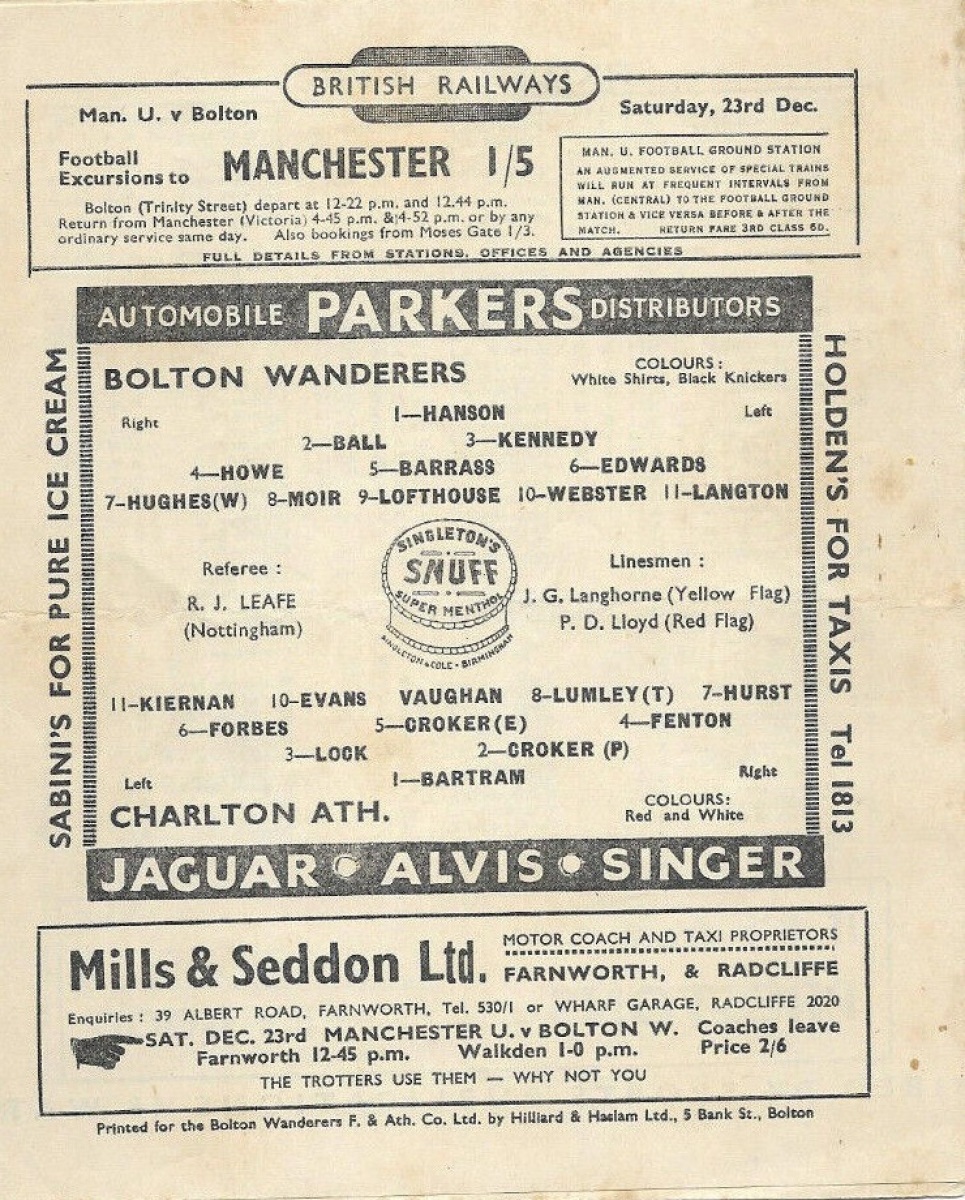 BRITISH RAILWAYS
Man. U. v Bolton
Saturday, 23rd Dec.
Football
Excursions to
MANCHESTER 1/5
Bolton (Trinity Street) depart at 12-22 p.m. and 12.44 p.m.
Return from Manchester (Victoria) 4-45 p.m. & 4-52 p.m. or by any
ordinary service same day. Also bookings from Moses Gate 1/3.
MAN. U. FOOTBALL GROUND STATION
AN AUGMENTED SERVICE OF SPECIAL TRAINS
WILL RUN AT FREQUENT INTERVALS FROM
MAN. (CENTRAL) TO THE FOOTBALL GROUND
STATION & VICE VERSA BEFORE & AFTER THE
MATCH. RETURN FARE 3RD CLASS 6D.
FULL DETAILS FROM STATIONS, OFFICES AND AGENCIES
AUTOMOBILE PARKERS DISTRIBUTORS
SABINI'S FOR PURE ICE CREAM
BOLTON WANDERERS
COLOURS:
White Shirts, Black Knickers
1—HANSON
Right
Left
2—BALL 3—KENNEDY
4—HOWE 5—BARRASS 6—EDWARDS
7-HUGHES(W) 8-MOIR 9-LOFTHOUSE 10-WEBSTER 11-LANGTON
Referee :
R. J. LEAFE
(Nottingham)
SINGLETON'S
SNUFF
SUPER MENTHOL
SINGLETON & COLE - BIRMINGHAM
Linesmen :
J. G. Langhorne (Yellow Flag)
P. D. Lloyd (Red Flag)
11-KIERNAN 10-EVANS VAUGHAN 8-LUMLEY(T) 7-HURST
6—FORBES 5—CROKER(E) 4—FENTON
3—LOCK 2—CROKER (P)
1—BARTRAM
Left
Right
CHARLTON ATH.
COLOURS:
Red and White
HOLDEN'S FOR TAXIS Tel 1813
JAGUAR • ALVIS • SINGER
Mills & Seddon Ltd.
MOTOR COACH AND TAXI PROPRIETORS
FARNWORTH, & RADCLIFFE
Enquiries : 39 ALBERT ROAD, FARNWORTH, Tel. 530/1 or WHARF GARAGE, RADCLIFFE 2020
SAT. DEC. 23rd MANCHESTER U. v BOLTON W. Coaches leave
Farnworth 12-45 p.m. Walkden 1-0 p.m. Price 2/6
THE TROTTERS USE THEM — WHY NOT YOU
Printed for the Bolton Wanderers F. & Ath. Co. Ltd. by Hilliard & Haslam Ltd., 5 Bank St., Bolton